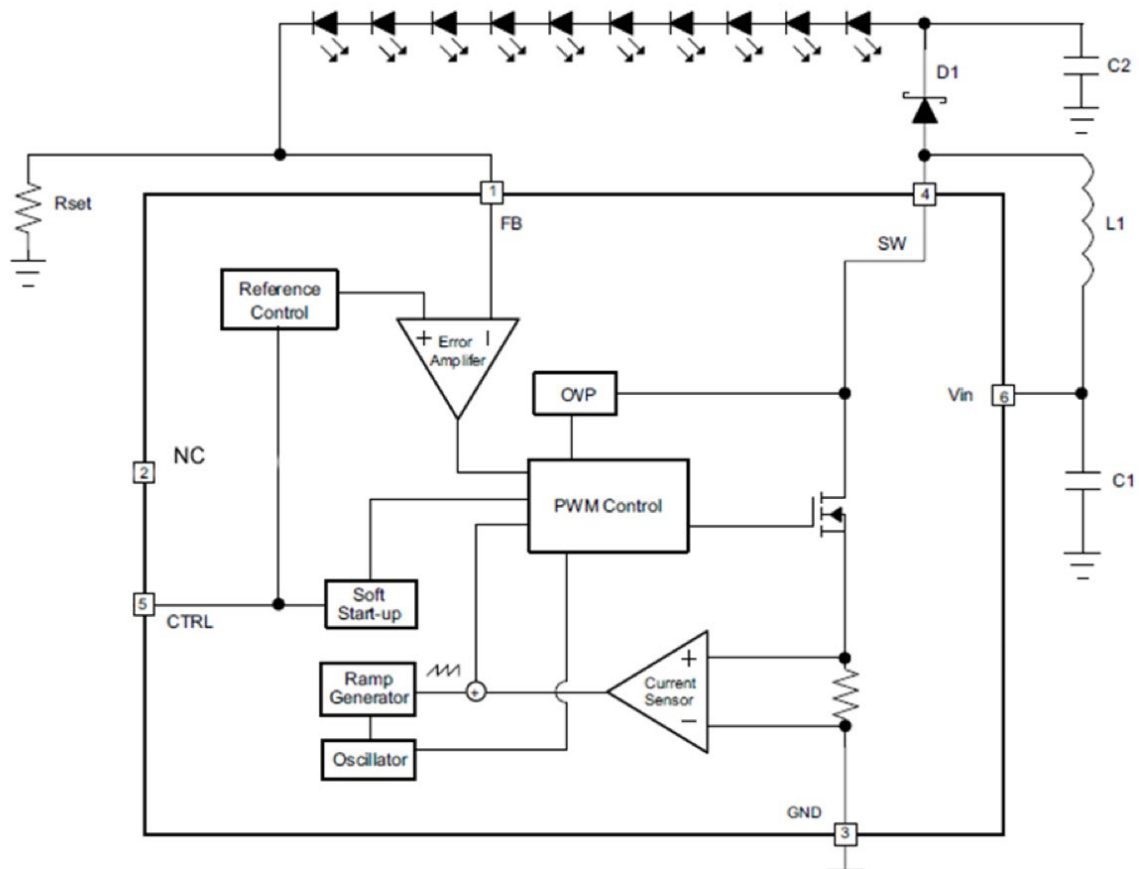 D1
C2
Rset
1
FB
4
SW
L1
Reference
Control
+ Error
Amplifer
OVP
Vin
6
NC
2
PWM Control
C1
5
CTRL
Soft
Start-up
Ramp
Generator
+
+
Current
Sensor
−
Oscillator
GND
3